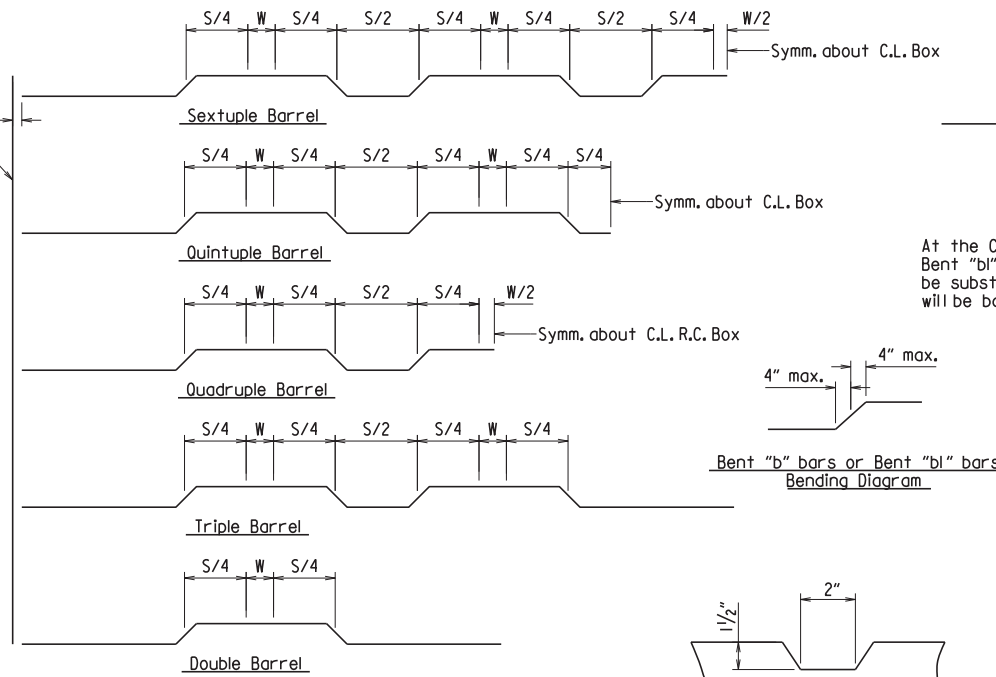 S/4 W S/4 S/2 S/4 W S/4 S/2 S/4 W/2
Symm. about C.L. Box
Sextuple Barrel
S/4 W S/4 S/2 S/4 W S/4 S/4
Symm. about C.L. Box
Quintuple Barrel
At the C
Bent "bl"
be subst
will be bo
S/4 W S/4 S/2 S/4 W/2
Symm. about C.L. R.C. Box
Quadruple Barrel
4" max.
4" max.
Bent "b" bars or Bent "bl" bars
Bending Diagram
S/4 W S/4 S/2 S/4 W S/4
Triple Barrel
S/4 W S/4
Double Barrel
2"
1 1/2"